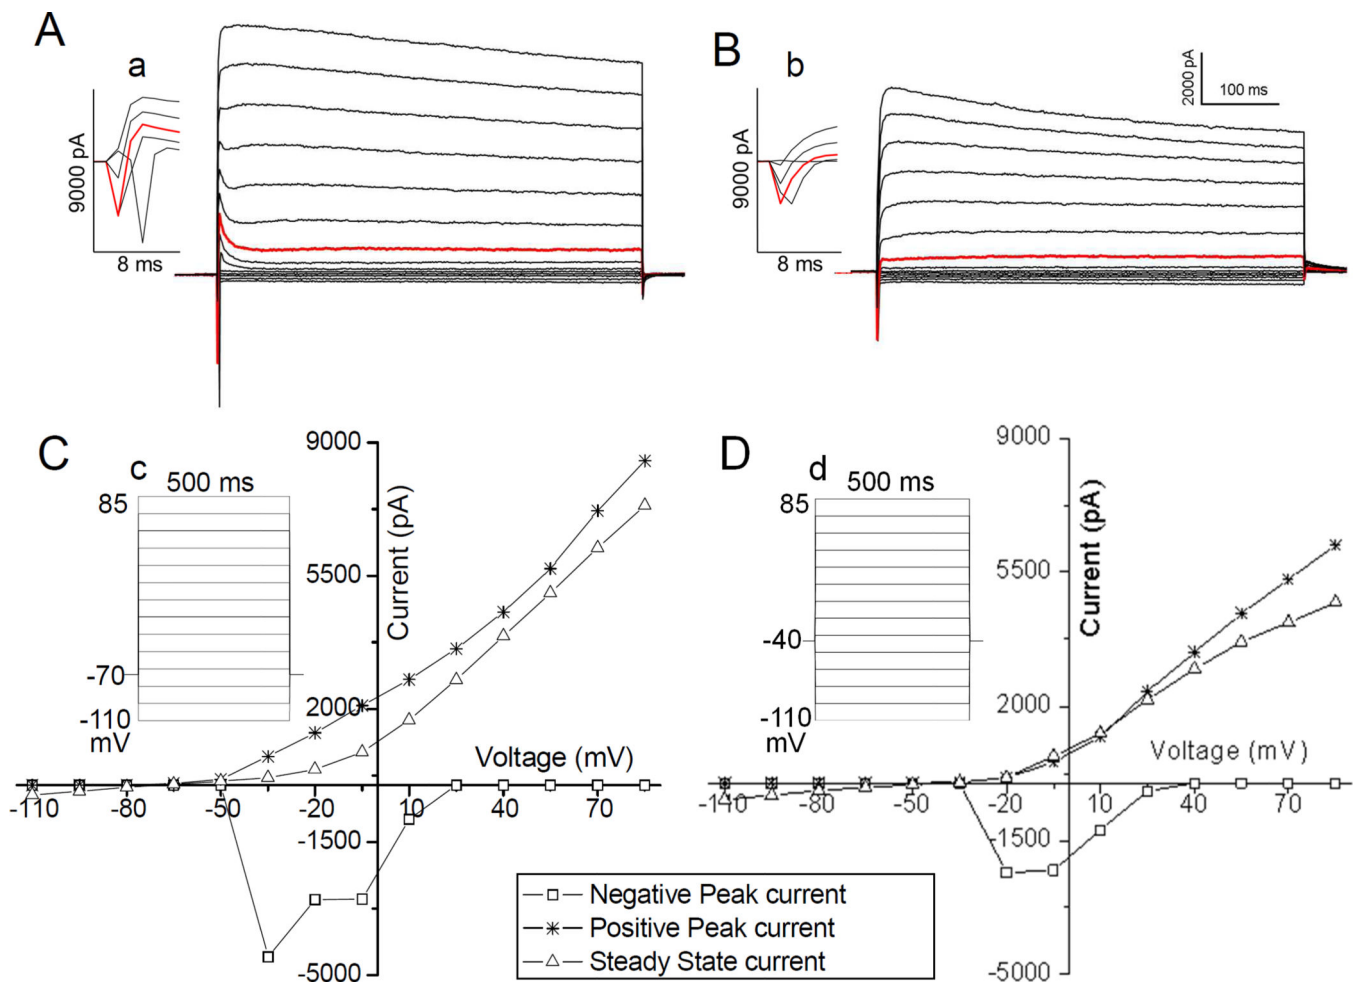 A
a
9000 pA
8 ms
B
b
9000 pA
8 ms
2000 pA
100 ms
C
c
500 ms
85
-70
-110
mV
9000
5500
2000
-1500
-5000
Current (pA)
Voltage (mV)
-110
-80
-50
-20
10
40
70
D
d
500 ms
85
-40
-110
mV
9000
5500
2000
-1500
-5000
Current (pA)
Voltage (mV)
-110
-80
-50
-20
10
40
70
Negative Peak current
Positive Peak current
Steady State current